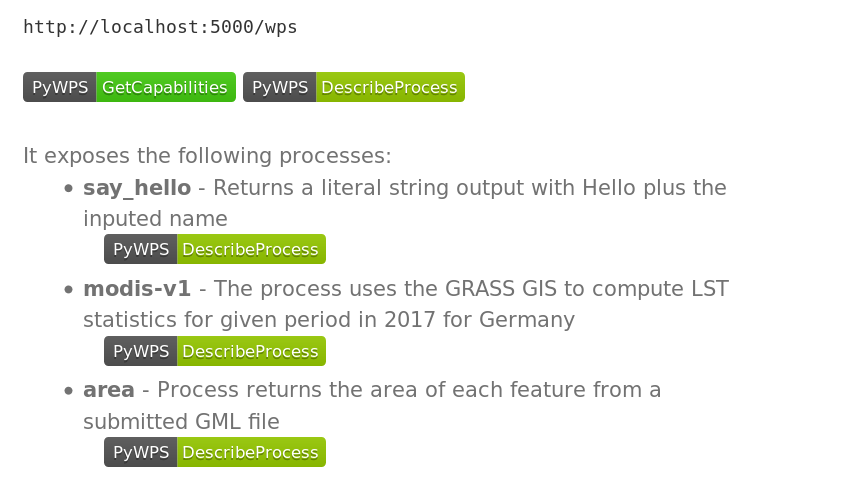 http://localhost:5000/wps
PyWPS GetCapabilities PyWPS DescribeProcess
It exposes the following processes:
• say_hello - Returns a literal string output with Hello plus the
inputed name
PyWPS DescribeProcess
• modis-v1 - The process uses the GRASS GIS to compute LST
statistics for given period in 2017 for Germany
PyWPS DescribeProcess
• area - Process returns the area of each feature from a
submitted GML file
PyWPS DescribeProcess